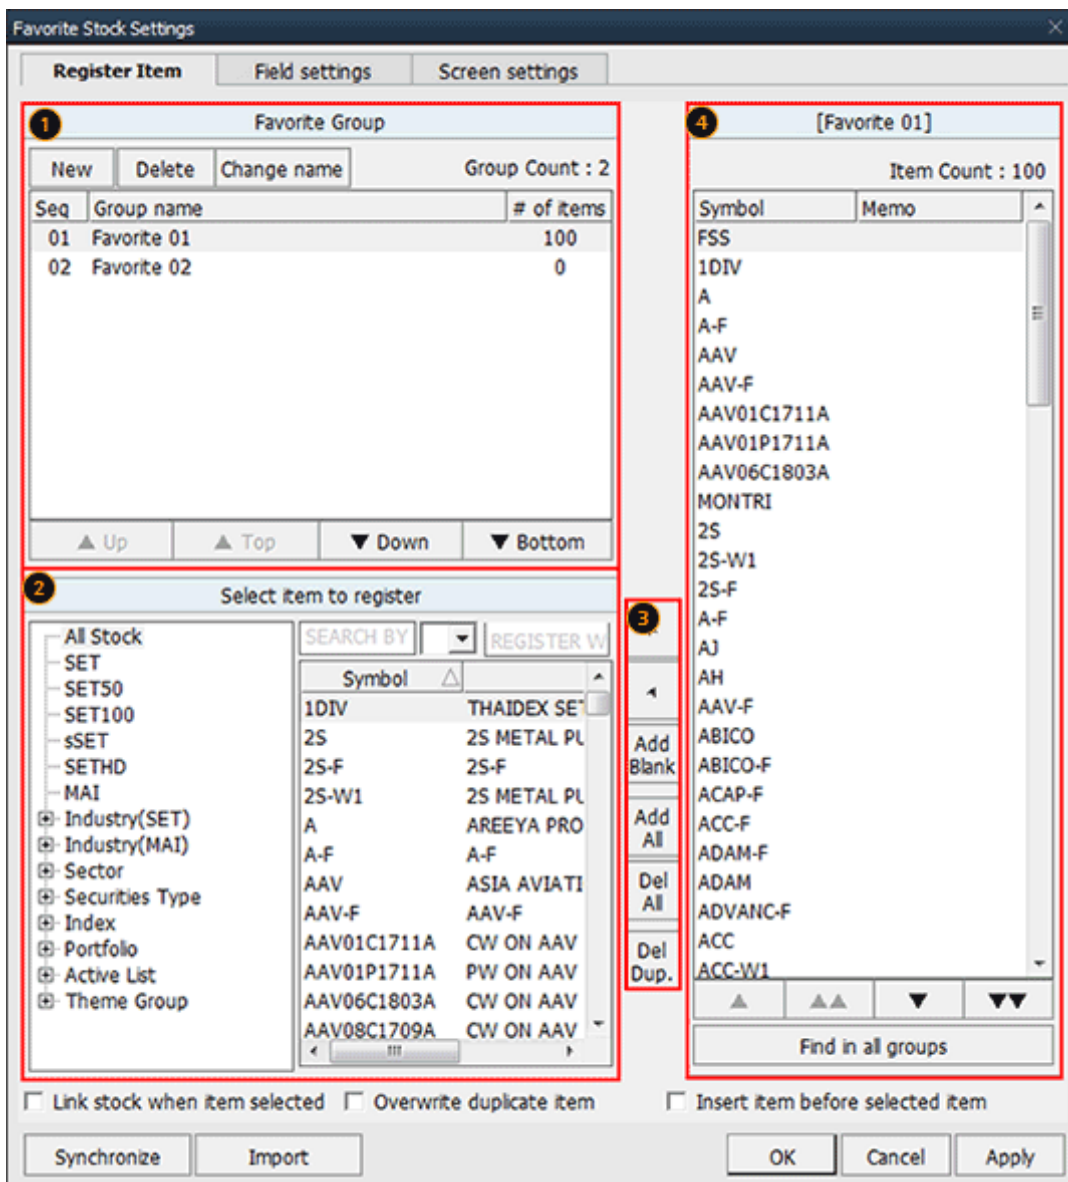 Favorite Stock Settings
Register Item Field settings Screen settings
1 Favorite Group
New Delete Change name Group Count : 2
Seq Group name # of items
01 Favorite 01 100
02 Favorite 02 0
▲ Up ▲ Top ▼ Down ▼ Bottom
2 Select item to register
All Stock
SET
SET50
SET100
sSET
SETHD
MAI
Industry(SET)
Industry(MAI)
Sector
Securities Type
Index
Portfolio
Active List
Theme Group
SEARCH BY REGISTER W
Symbol
1DIV THAIDEX SET
2S 2S METAL PU
2S-F 2S-F
2S-W1 2S METAL PU
A AREEYA PRO
A-F A-F
AAV ASIA AVIATI
AAV-F AAV-F
AAV01C1711A CW ON AAV
AAV01P1711A PW ON AAV
AAV06C1803A CW ON AAV
AAV08C1709A CW ON AAV
3
Add
Blank
Add
All
Del
All
Del
Dup.
4 [Favorite 01]
Item Count : 100
Symbol Memo
FSS
1DIV
A
A-F
AAV
AAV-F
AAV01C1711A
AAV01P1711A
AAV06C1803A
MONTRI
2S
2S-W1
2S-F
A-F
AJ
AH
AAV-F
ABICO
ABICO-F
ACAP-F
ACC-F
ADAM-F
ADAM
ADVANC-F
ACC
ACC-W1
Find in all groups
Link stock when item selected Overwrite duplicate item Insert item before selected item
Synchronize Import OK Cancel Apply